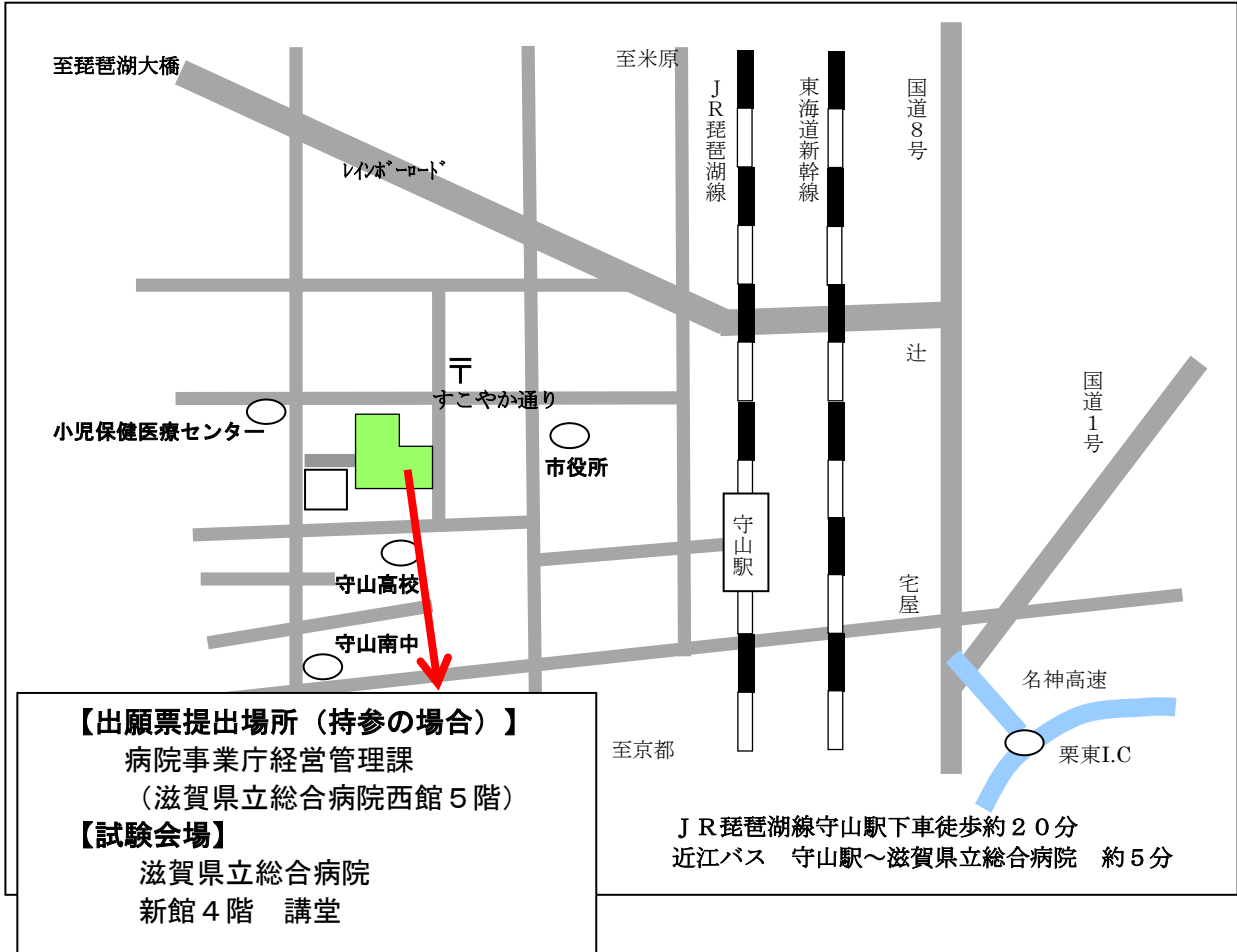 至琵琶湖大橋
至米原
ＪＲ琵琶湖線
東海道新幹線
国道８号
ﾚｲﾝﾎﾞｰﾛｰﾄﾞ
辻
国道１号
〒
すこやか通り
小児保健医療センター
市役所
守山駅
守山高校
宅屋
守山南中
名神高速
栗東I.C
至京都
【出願票提出場所（持参の場合）】
病院事業庁経営管理課
（滋賀県立総合病院西館５階）
【試験会場】
滋賀県立総合病院
新館４階　講堂
ＪＲ琵琶湖線守山駅下車徒歩約２０分
近江バス　守山駅～滋賀県立総合病院　約５分